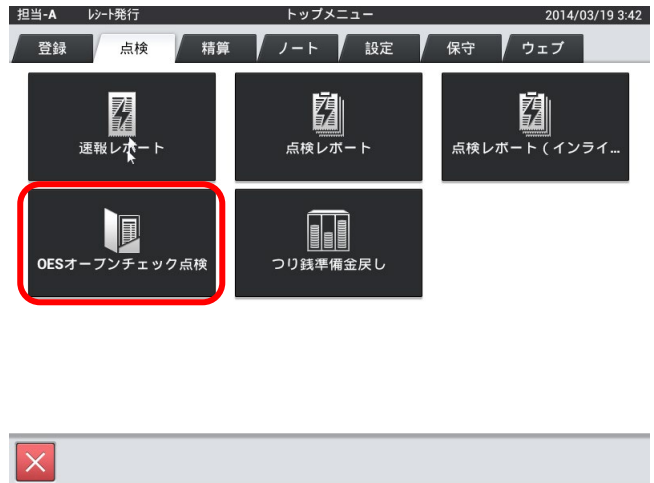 担当-A ﾚｼｰﾄ発行 トップメニュー 2014/03/19 3:42
登録 点検 精算 ノート 設定 保守 ウェブ
速報レポート 点検レポート 点検レポート（インライ...
OESオープンチェック点検 つり銭準備金戻し